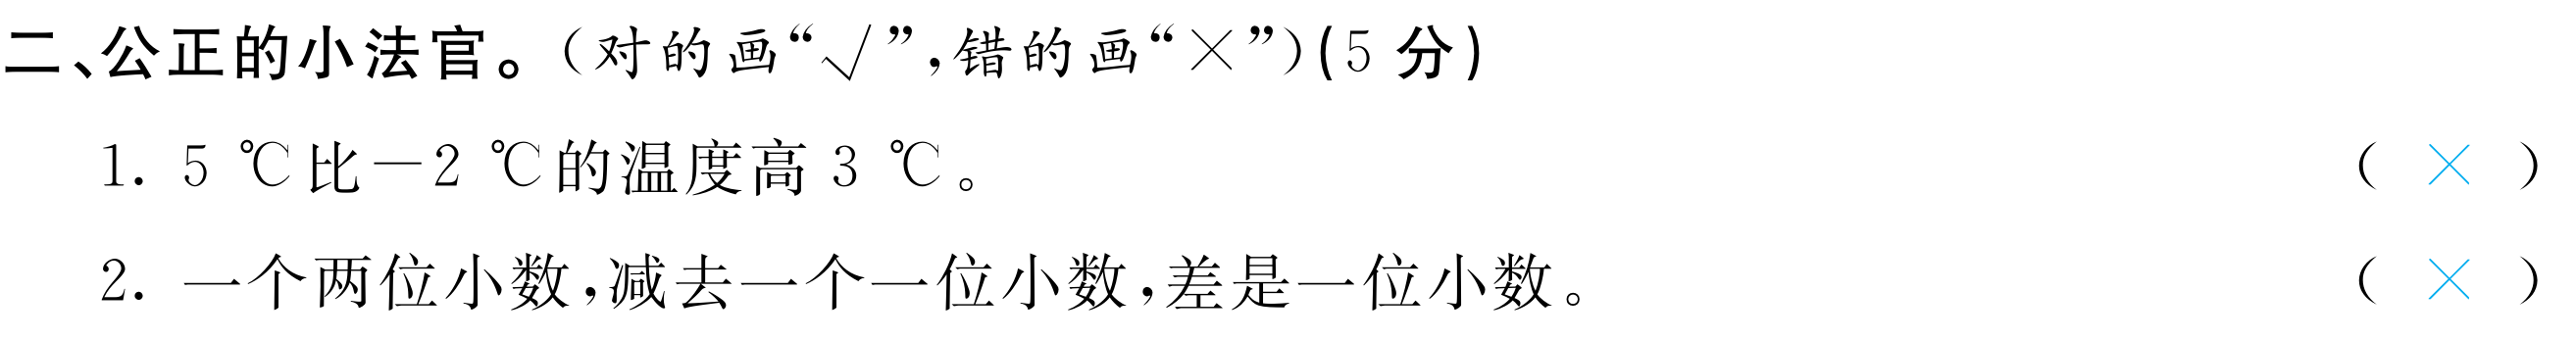 二、公正的小法官。(对的画“√”,错的画“×”)(5 分)
1. 5 ℃比－2 ℃的温度高 3 ℃。 ( × )
2. 一个两位小数,减去一个一位小数,差是一位小数。 ( × )